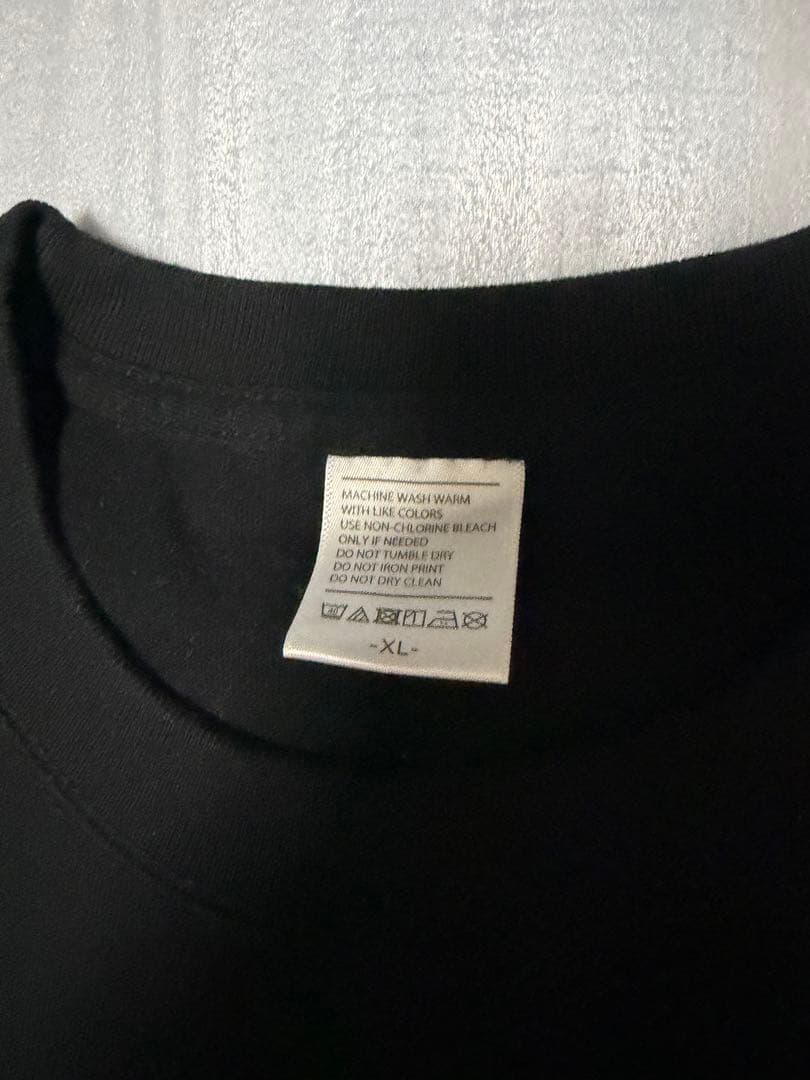 MACHINE WASH WARM
WITH LIKE COLORS
USE NON-CHLORINE BLEACH
ONLY IF NEEDED
DO NOT TUMBLE DRY
DO NOT IRON PRINT
DO NOT DRY CLEAN
40
-XL-